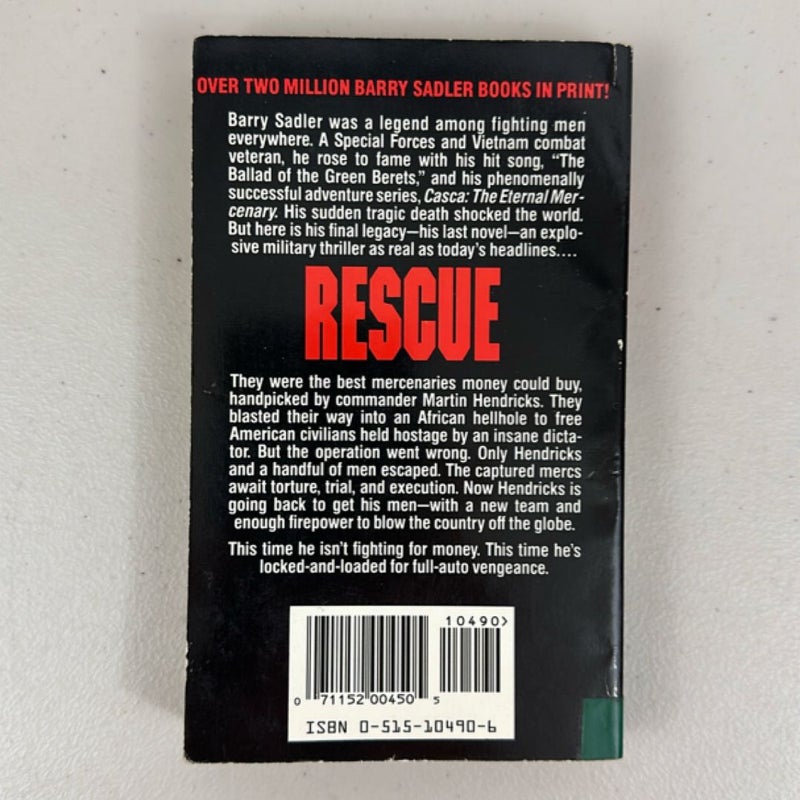 OVER TWO MILLION BARRY SADLER BOOKS IN PRINT!
Barry Sadler was a legend among fighting men
everywhere. A Special Forces and Vietnam combat
veteran, he rose to fame with his hit song, “The
Ballad of the Green Berets,” and his phenomenally
successful adventure series, Casca: The Eternal Mer-
cenary. His sudden tragic death shocked the world.
But here is his final legacy—his last novel—an explo-
sive military thriller as real as today's headlines....
RESCUE
They were the best mercenaries money could buy,
handpicked by commander Martin Hendricks. They
blasted their way into an African hellhole to free
American civilians held hostage by an insane dicta-
tor. But the operation went wrong. Only Hendricks
and a handful of men escaped. The captured mercs
await torture, trial, and execution. Now Hendricks is
going back to get his men—with a new team and
enough firepower to blow the country off the globe.
This time he isn't fighting for money. This time he's
locked-and-loaded for full-auto vengeance.
10490>
0 71152 00450 5
ISBN 0-515-10490-6